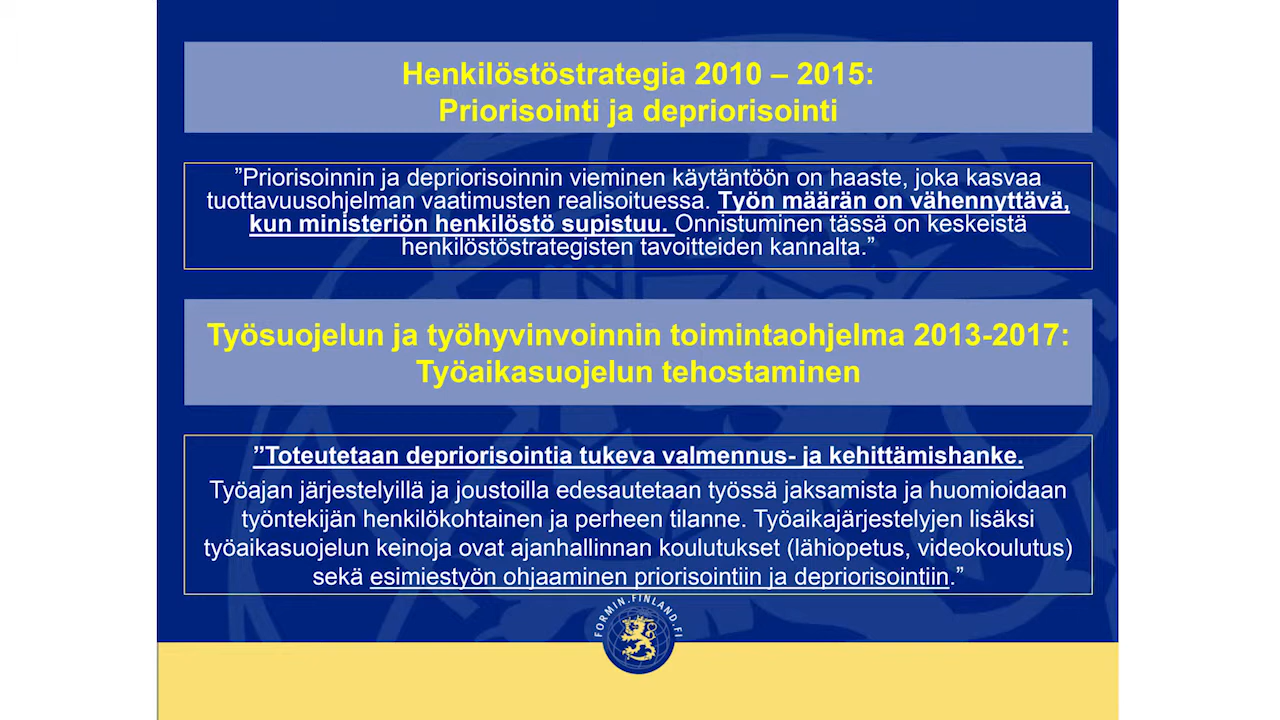 Henkilöstöstrategia 2010 – 2015:
Priorisointi ja depriorisointi
”Priorisoinnin ja depriorisoinnin vieminen käytäntöön on haaste, joka kasvaa
tuottavuusohjelman vaatimusten realisoituessa. Työn määrän on vähennyttävä,
kun ministeriön henkilöstö supistuu. Onnistuminen tässä on keskeistä
henkilöstöstrategisten tavoitteiden kannalta.”
Työsuojelun ja työhyvinvoinnin toimintaohjelma 2013-2017:
Työaikasuojelun tehostaminen
”Toteutetaan depriorisointia tukeva valmennus- ja kehittämishanke.
Työajan järjestelyillä ja joustoilla edesautetaan työssä jaksamista ja huomioidaan
työntekijän henkilökohtainen ja perheen tilanne. Työaikajärjestelyjen lisäksi
työaikasuojelun keinoja ovat ajanhallinnan koulutukset (lähiopetus, videokoulutus)
sekä esimiestyön ohjaaminen priorisointiin ja depriorisointiin.”
FORMIN.FINLAND.FI